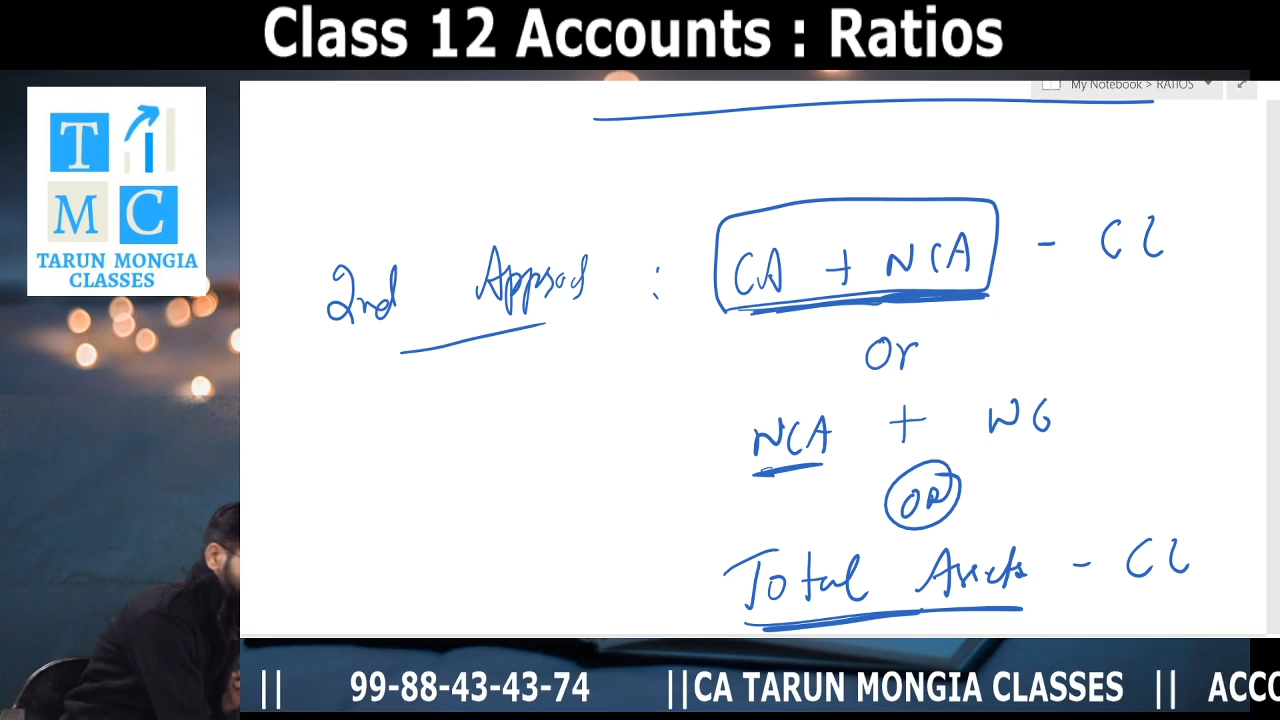 Class 12 Accounts : Ratios
My Notebook > RATIOS
T
M C
TARUN MONGIA
CLASSES
2nd Approach : CA + NCA - CL
Or
NCA + WC
OR
Total Assets - CL
|| 99-88-43-43-74 ||CA TARUN MONGIA CLASSES || ACCO